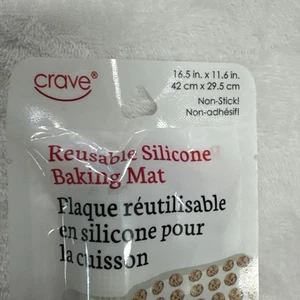 crave®
16.5 in. x 11.6 in.
42 cm x 29.5 cm
Non-Stick!
Non-adhésif!
Reusable Silicone
Baking Mat
Plaque réutilisable
en silicone pour
la cuisson